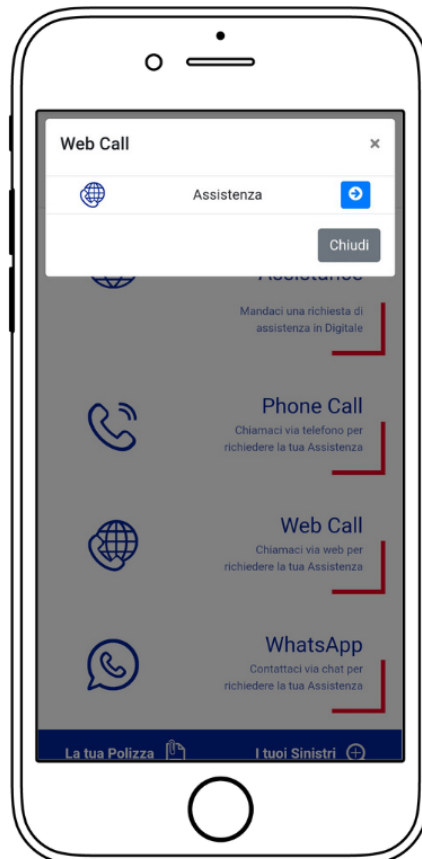 Web Call ×
Assistenza
Chiudi
Assistance
Mandaci una richiesta di
assistenza in Digitale
Phone Call
Chiamaci via telefono per
richiedere la tua Assistenza
Web Call
Chiamaci via web per
richiedere la tua Assistenza
WhatsApp
Contattaci via chat per
richiedere la tua Assistenza
La tua Polizza I tuoi Sinistri